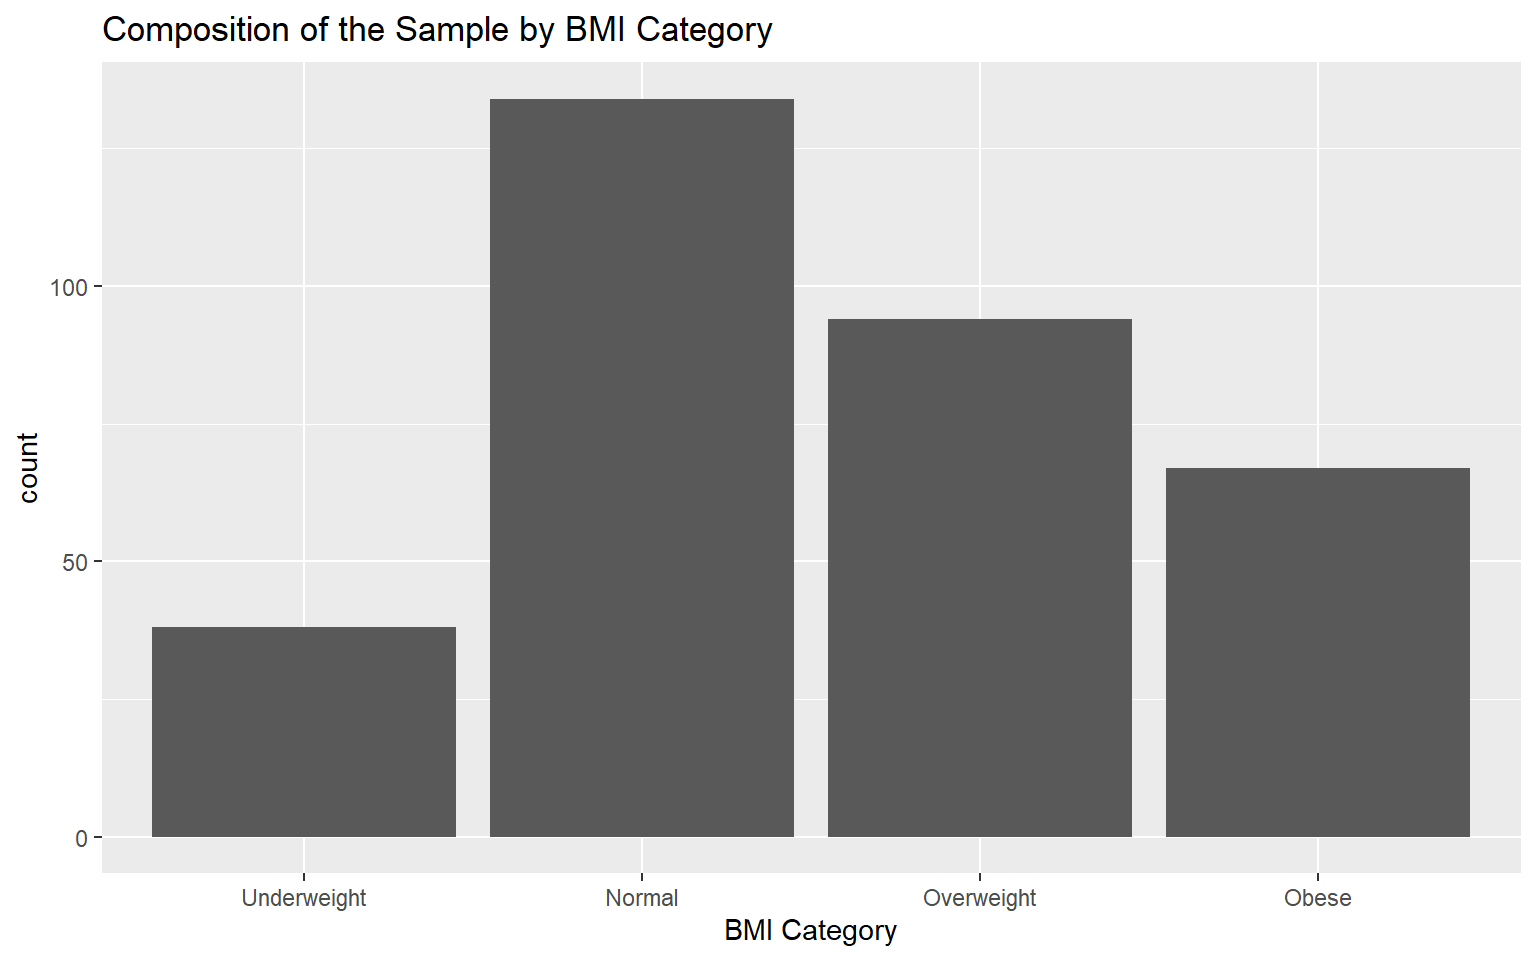 Composition of the Sample by BMI Category
count
100
50
0
Underweight Normal Overweight Obese
BMI Category